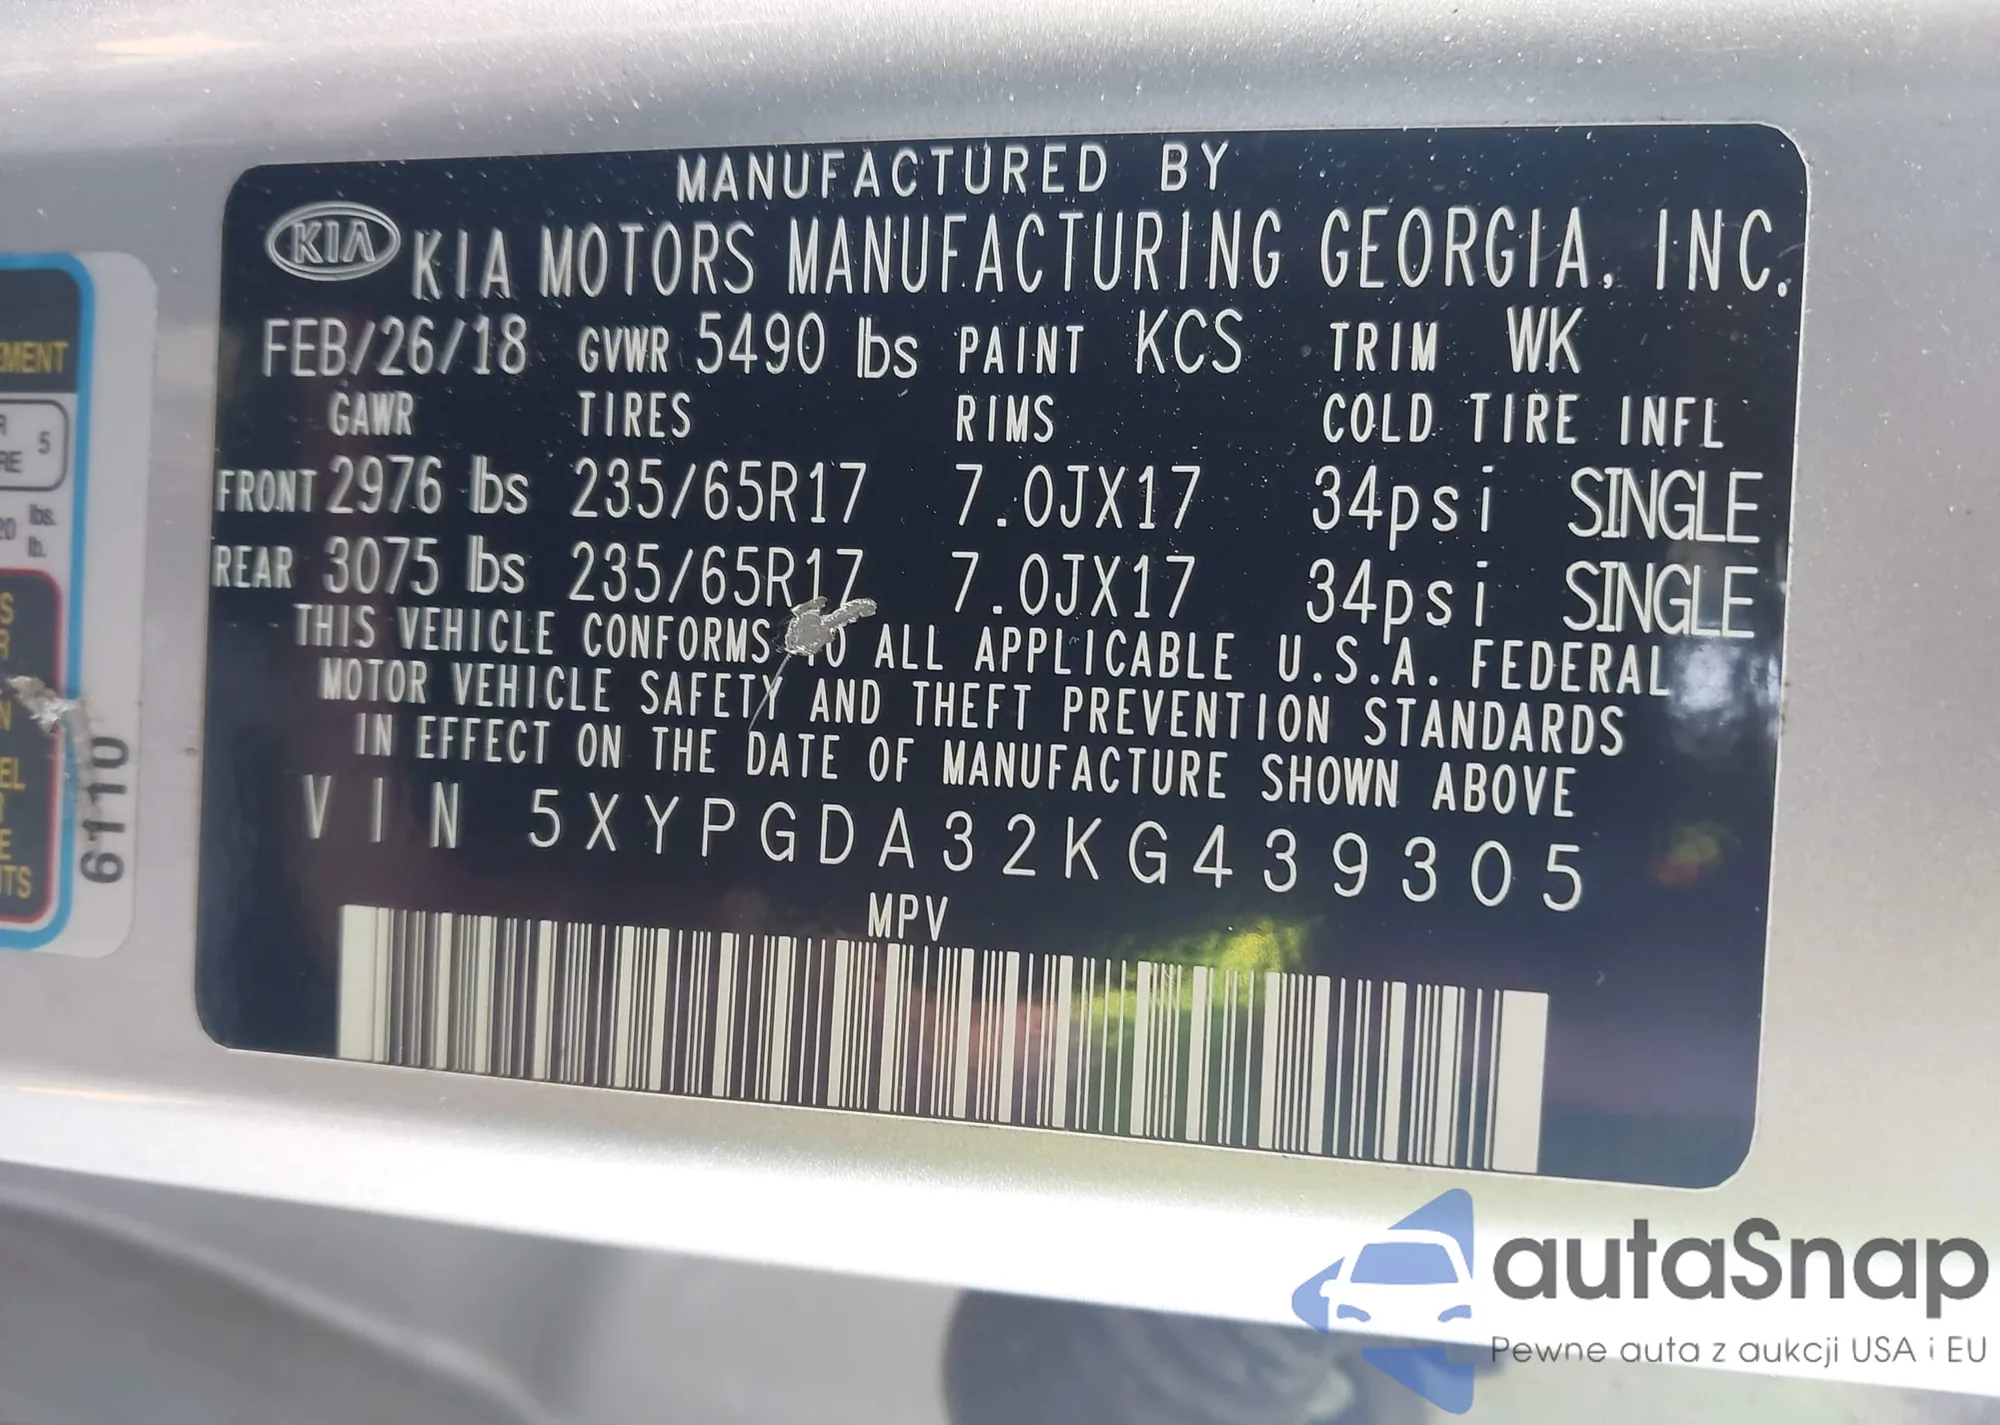 MANUFACTURED BY
KIA KIA MOTORS MANUFACTURING GEORGIA, INC.
FEB/26/18 GVWR 5490 lbs PAINT KCS TRIM WK
GAWR TIRES RIMS COLD TIRE INFL
FRONT 2976 lbs 235/65R17 7.0JX17 34psi SINGLE
REAR 3075 lbs 235/65R17 7.0JX17 34psi SINGLE
THIS VEHICLE CONFORMS TO ALL APPLICABLE U.S.A. FEDERAL
MOTOR VEHICLE SAFETY AND THEFT PREVENTION STANDARDS
IN EFFECT ON THE DATE OF MANUFACTURE SHOWN ABOVE
VIN 5XYPGDA32KG439305
MPV
5
lbs.
lb.
6110
autaSnap
Pewne auta z aukcji USA i EU